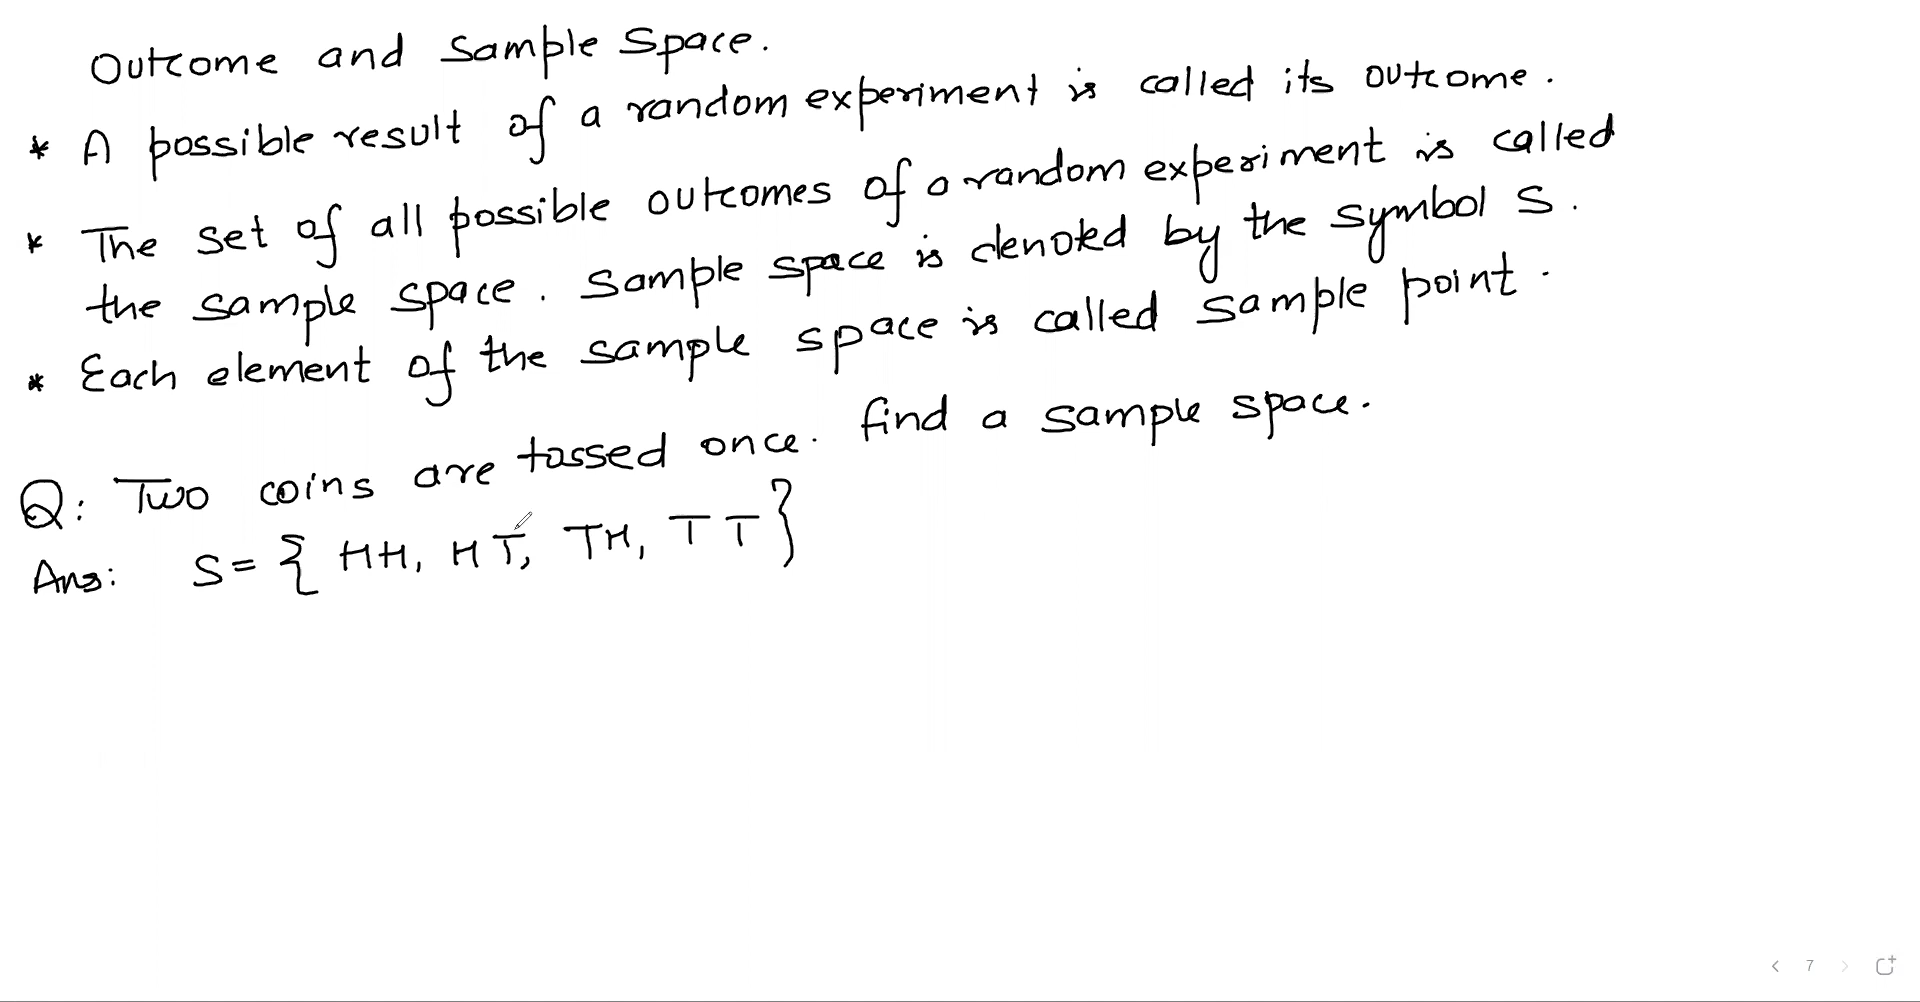 Outcome and Sample Space.
* A possible result of a random experiment is called its outcome.
* The set of all possible outcomes of a random experiment is called
the sample space. Sample space is denoted by the symbol S.
* Each element of the sample space is called sample point.
Q: Two coins are tossed once. find a sample space.
Ans: S = { HH, HT, TH, TT }
< 7 >